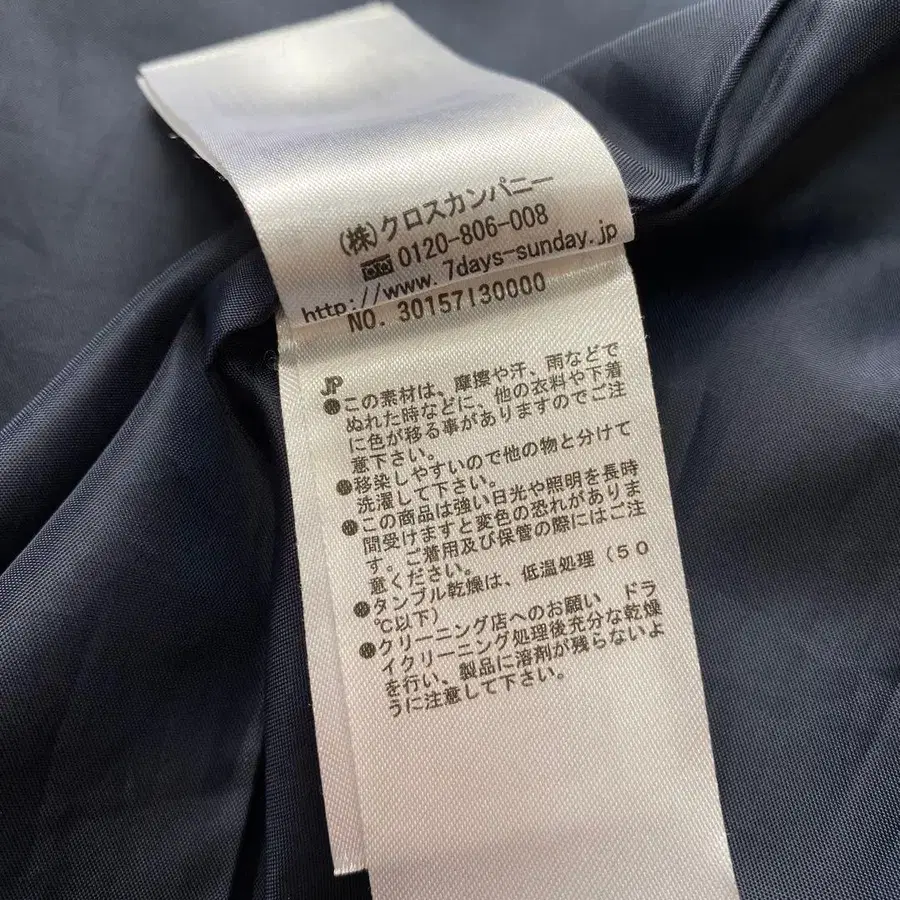 (株)クロスカンパニー
☎0120-806-008
http://www.7days-sunday.jp
NO. 30157130000
JP
●この素材は、摩擦や汗、雨などで
ぬれた時などに、他の衣料や下着
に色が移る事がありますのでご注
意下さい。
●移染しやすいので他の物と分けて
洗濯して下さい。
●この商品は強い日光や照明を長時
間受けますと変色の恐れがありま
す。ご着用及び保管の際にはご注
意ください。
●タンブル乾燥は、低温処理(50
℃以下)
●クリーニング店へのお願い ドラ
イクリーニング処理後充分な乾燥
を行い、製品に溶剤が残らないよ
うに注意して下さい。